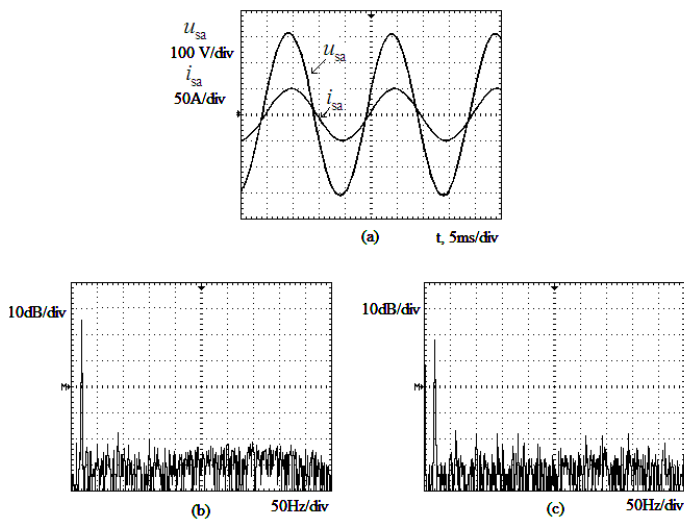 u_sa
100 V/div
i_sa
50A/div
u_sa
i_sa
(a)
t, 5ms/div
10dB/div
M
(b)
50Hz/div
10dB/div
M
(c)
50Hz/div